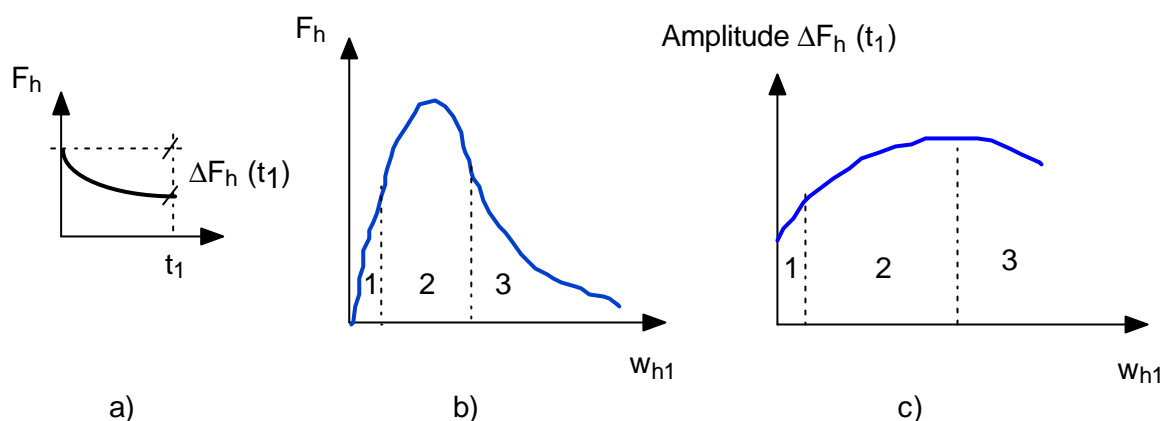 F_h
ΔF_h (t_1)
t_1
a)
F_h
1 2 3
w_h1
b)
Amplitude ΔF_h (t_1)
1 2 3
w_h1
c)